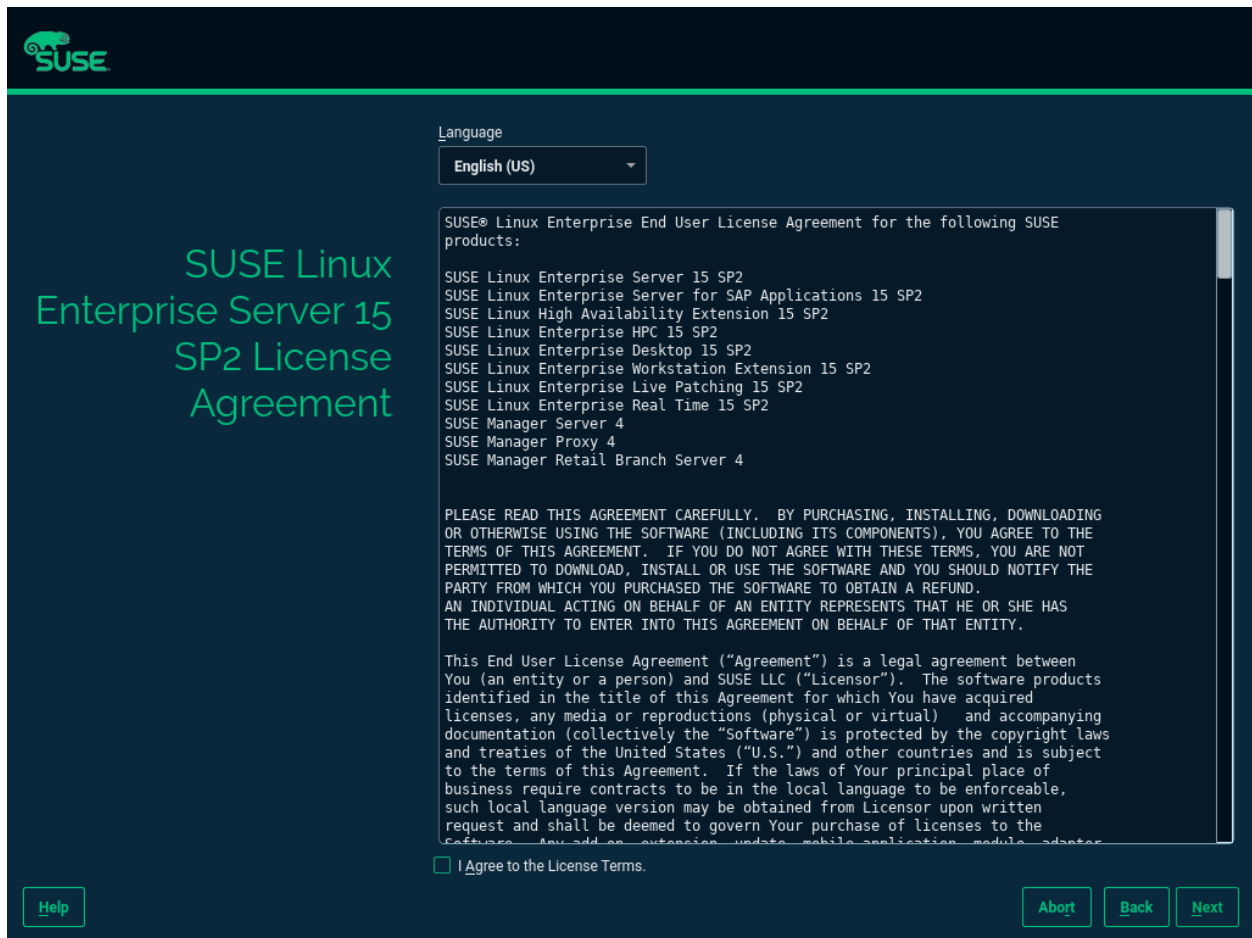 SUSE
Language
English (US)
SUSE Linux
Enterprise Server 15
SP2 License
Agreement
SUSE® Linux Enterprise End User License Agreement for the following SUSE
products:
SUSE Linux Enterprise Server 15 SP2
SUSE Linux Enterprise Server for SAP Applications 15 SP2
SUSE Linux High Availability Extension 15 SP2
SUSE Linux Enterprise HPC 15 SP2
SUSE Linux Enterprise Desktop 15 SP2
SUSE Linux Enterprise Workstation Extension 15 SP2
SUSE Linux Enterprise Live Patching 15 SP2
SUSE Linux Enterprise Real Time 15 SP2
SUSE Manager Server 4
SUSE Manager Proxy 4
SUSE Manager Retail Branch Server 4
PLEASE READ THIS AGREEMENT CAREFULLY.  BY PURCHASING, INSTALLING, DOWNLOADING
OR OTHERWISE USING THE SOFTWARE (INCLUDING ITS COMPONENTS), YOU AGREE TO THE
TERMS OF THIS AGREEMENT.  IF YOU DO NOT AGREE WITH THESE TERMS, YOU ARE NOT
PERMITTED TO DOWNLOAD, INSTALL OR USE THE SOFTWARE AND YOU SHOULD NOTIFY THE
PARTY FROM WHICH YOU PURCHASED THE SOFTWARE TO OBTAIN A REFUND.
AN INDIVIDUAL ACTING ON BEHALF OF AN ENTITY REPRESENTS THAT HE OR SHE HAS
THE AUTHORITY TO ENTER INTO THIS AGREEMENT ON BEHALF OF THAT ENTITY.
This End User License Agreement (“Agreement”) is a legal agreement between
You (an entity or a person) and SUSE LLC (“Licensor”).  The software products
identified in the title of this Agreement for which You have acquired
licenses, any media or reproductions (physical or virtual)   and accompanying
documentation (collectively the “Software”) is protected by the copyright laws
and treaties of the United States (“U.S.”) and other countries and is subject
to the terms of this Agreement.  If the laws of Your principal place of
business require contracts to be in the local language to be enforceable,
such local language version may be obtained from Licensor upon written
request and shall be deemed to govern Your purchase of licenses to the
Software.  Any add-on, extension, update, mobile application, module, adapter
I Agree to the License Terms.
Help
Abort
Back
Next